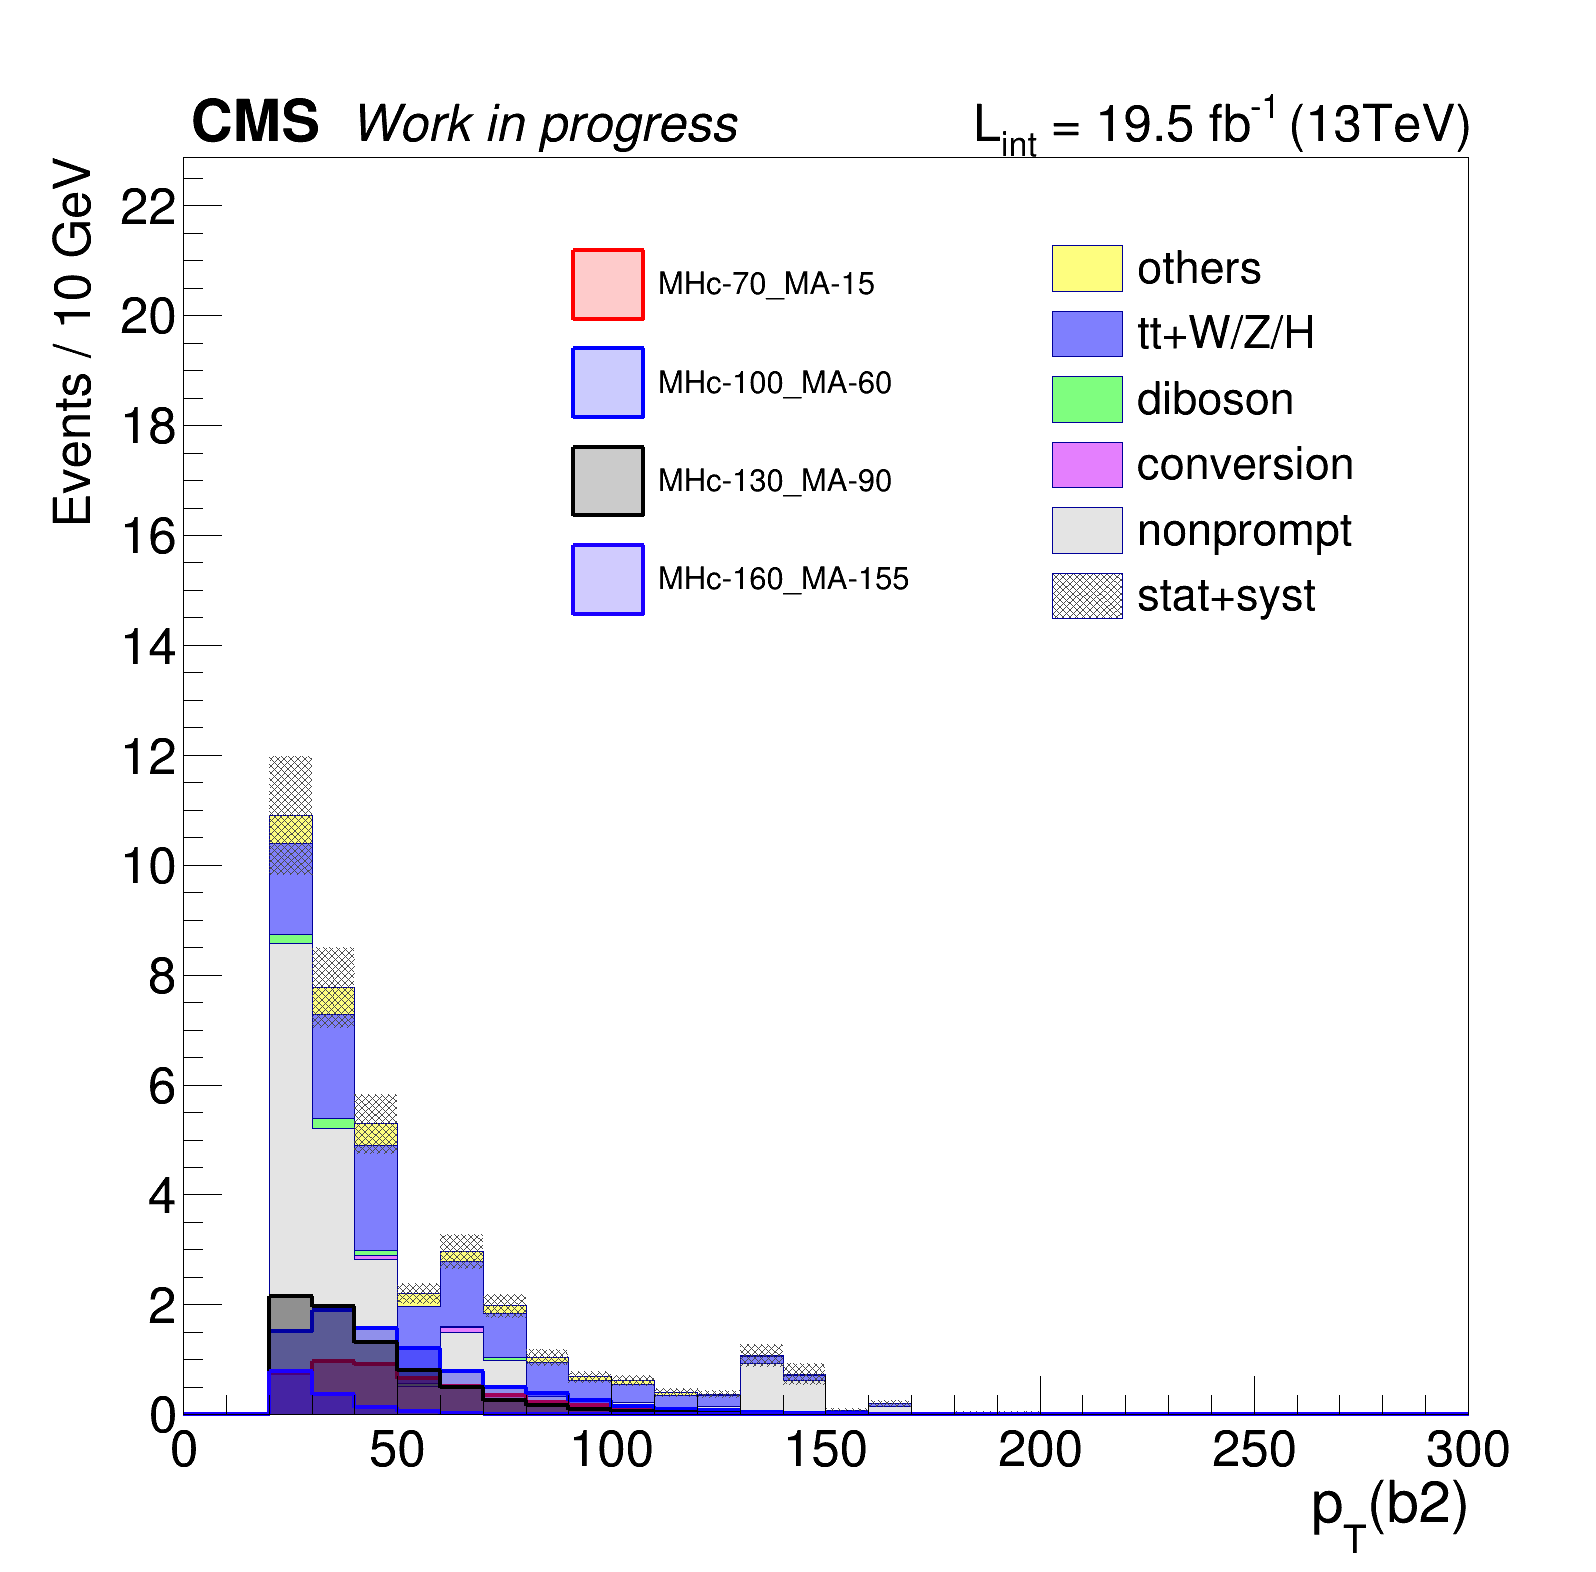 CMS Work in progress
L_int = 19.5 fb^-1 (13TeV)
Events / 10 GeV
22
20
18
16
14
12
10
8
6
4
2
0
MHc-70_MA-15
MHc-100_MA-60
MHc-130_MA-90
MHc-160_MA-155
others
tt+W/Z/H
diboson
conversion
nonprompt
stat+syst
0 50 100 150 200 250 300
p_T(b2)